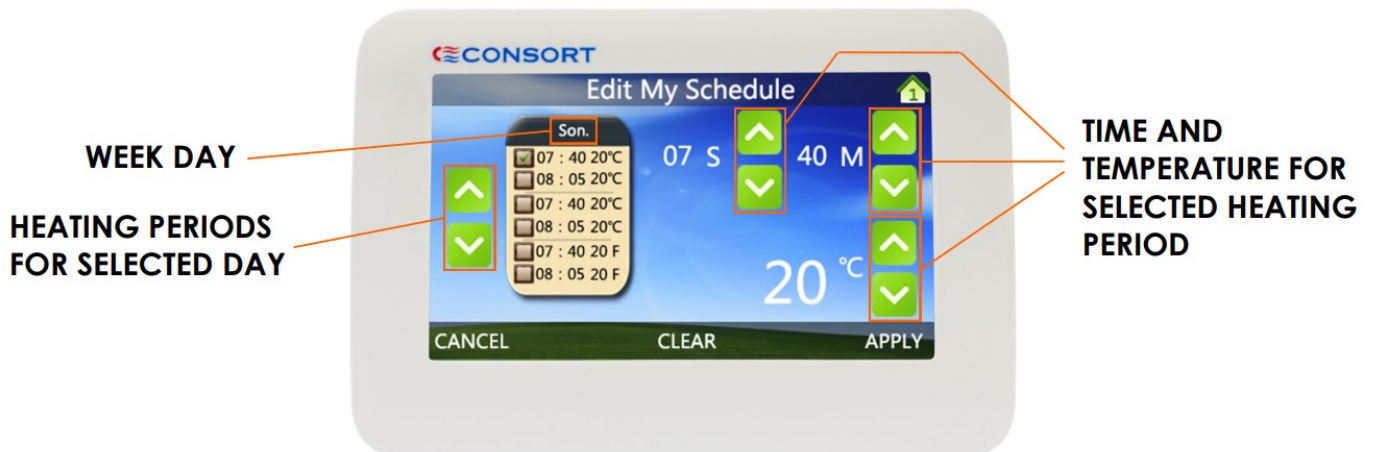 CONSORT
Edit My Schedule
1
WEEK DAY
HEATING PERIODS
FOR SELECTED DAY
Son.
07 : 40 20℃
08 : 05 20℃
07 : 40 20℃
08 : 05 20℃
07 : 40 20 F
08 : 05 20 F
07 S
40 M
20 ℃
TIME AND
TEMPERATURE FOR
SELECTED HEATING
PERIOD
CANCEL CLEAR APPLY